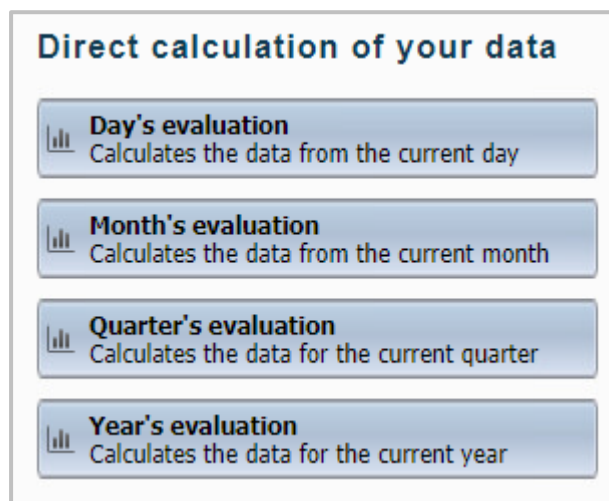 Direct calculation of your data
Day's evaluation
Calculates the data from the current day
Month's evaluation
Calculates the data from the current month
Quarter's evaluation
Calculates the data for the current quarter
Year's evaluation
Calculates the data for the current year